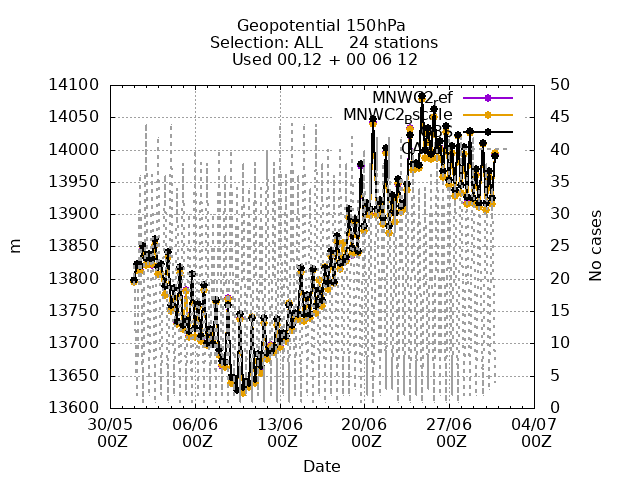 Geopotential 150hPa
Selection: ALL 24 stations
Used 00,12 + 00 06 12
14100
14050
14000
13950
13900
13850
13800
13750
13700
13650
13600
m
50
45
40
35
30
25
20
15
10
5
0
No cases
MNWC2_ef
MNWC2_scale
30/05 06/06 13/06 20/06 27/06 04/07
00Z 00Z 00Z 00Z 00Z 00Z
Date